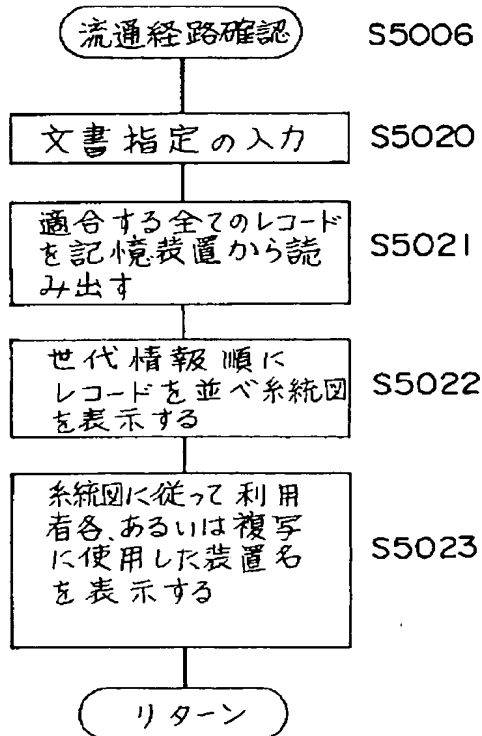 流通経路確認
S5006
文書指定の入力
S5020
適合する全てのレコード
を記憶装置から読
み出す
S5021
世代情報順に
レコードを並べ系統図
を表示する
S5022
系統図に従って利用
者各、あるいは複写
に使用した装置名
を表示する
S5023
リターン